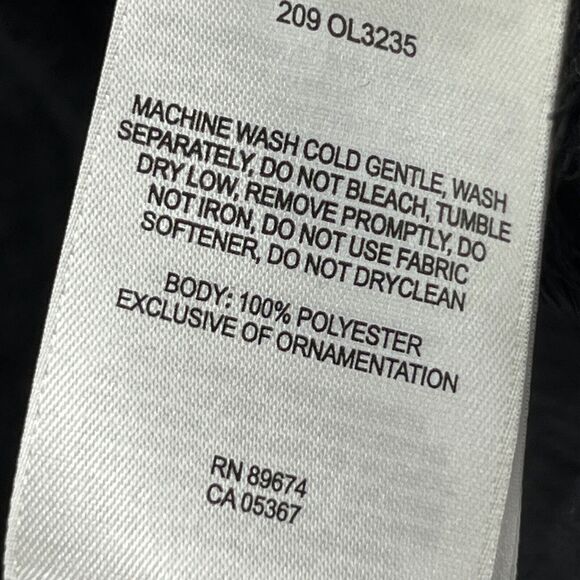 209 OL3235
MACHINE WASH COLD GENTLE, WASH
SEPARATELY, DO NOT BLEACH, TUMBLE
DRY LOW, REMOVE PROMPTLY, DO
NOT IRON, DO NOT USE FABRIC
SOFTENER, DO NOT DRYCLEAN
BODY: 100% POLYESTER
EXCLUSIVE OF ORNAMENTATION
RN 89674
CA 05367